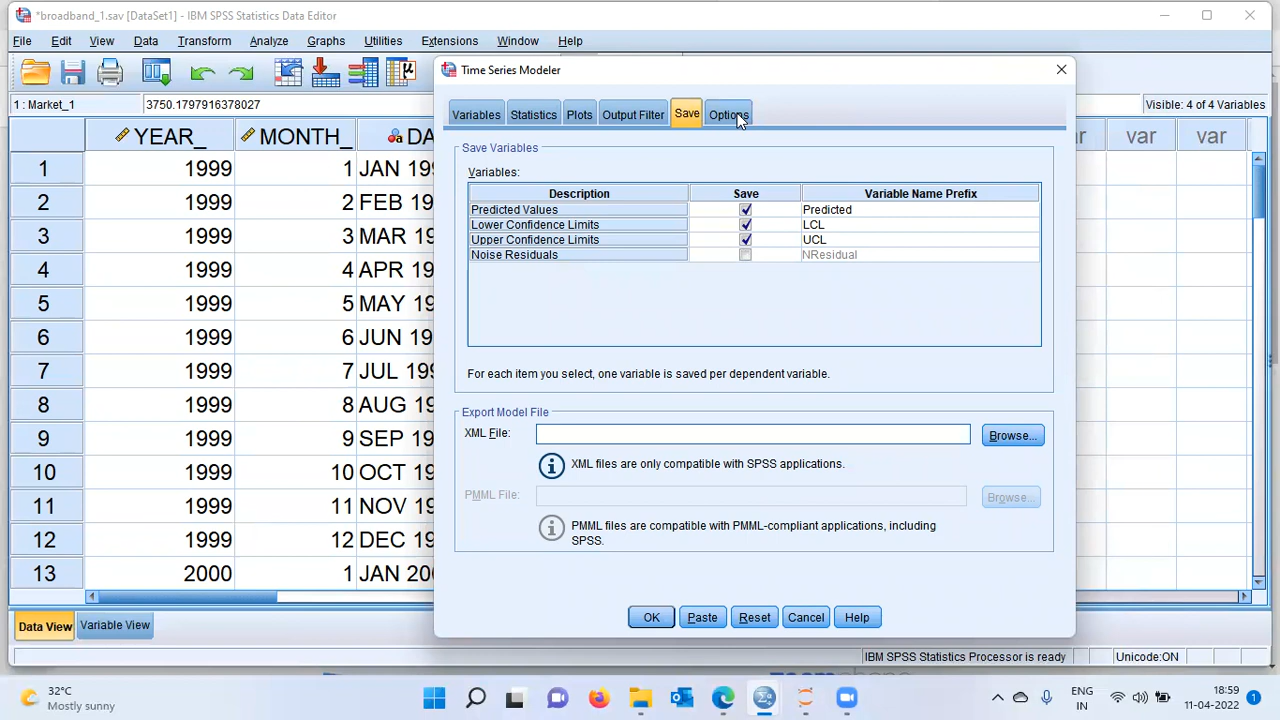 *broadband_1.sav [DataSet1] - IBM SPSS Statistics Data Editor
File Edit View Data Transform Analyze Graphs Utilities Extensions Window Help
Time Series Modeler
1 : Market_1 3750.1797916378027 Visible: 4 of 4 Variables
Variables Statistics Plots Output Filter Save Options
YEAR_ MONTH_ DA var var
1 1999 1 JAN 199
2 1999 2 FEB 199
3 1999 3 MAR 19
4 1999 4 APR 19
5 1999 5 MAY 19
6 1999 6 JUN 19
7 1999 7 JUL 19
8 1999 8 AUG 19
9 1999 9 SEP 19
10 1999 10 OCT 19
11 1999 11 NOV 19
12 1999 12 DEC 19
13 2000 1 JAN 20
Save Variables
Variables:
Description Save Variable Name Prefix
Predicted Values Predicted
Lower Confidence Limits LCL
Upper Confidence Limits UCL
Noise Residuals NResidual
For each item you select, one variable is saved per dependent variable.
Export Model File
XML File: Browse...
XML files are only compatible with SPSS applications.
PMML File: Browse...
PMML files are compatible with PMML-compliant applications, including
SPSS.
OK Paste Reset Cancel Help
Data View Variable View
IBM SPSS Statistics Processor is ready Unicode:ON
32°C
Mostly sunny
ENG
IN
18:59
11-04-2022
1